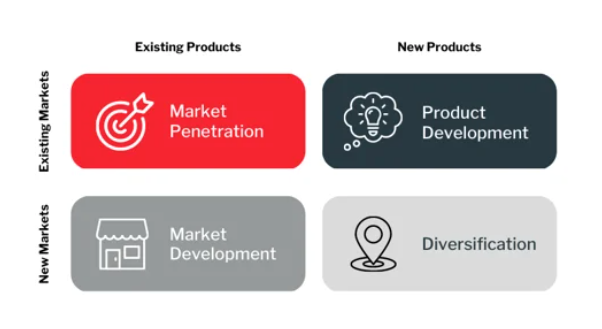 Existing Products
New Products
Existing Markets
Market
Penetration
Product
Development
New Markets
Market
Development
Diversification